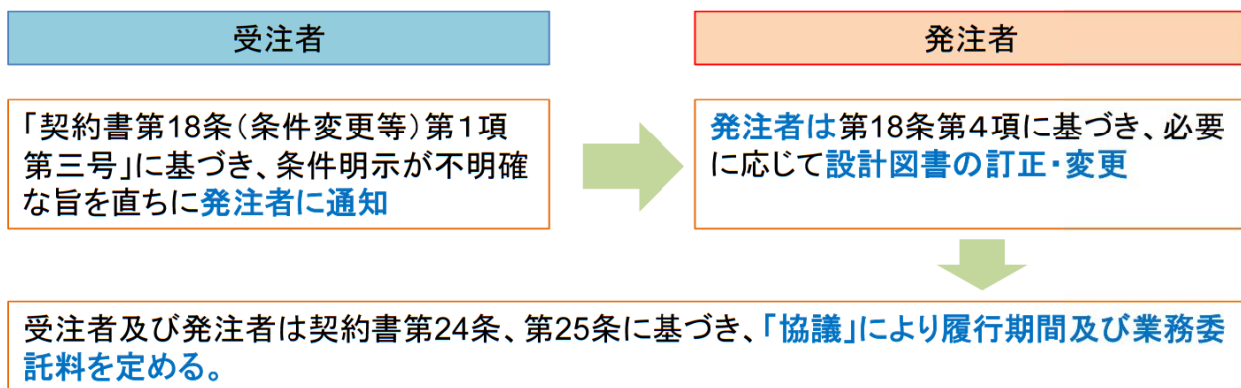 受注者
発注者
「契約書第18条（条件変更等）第１項
第三号」に基づき、条件明示が不明確
な旨を直ちに発注者に通知
発注者は第18条第４項に基づき、必要
に応じて設計図書の訂正・変更
受注者及び発注者は契約書第24条、第25条に基づき、「協議」により履行期間及び業務委
託料を定める。